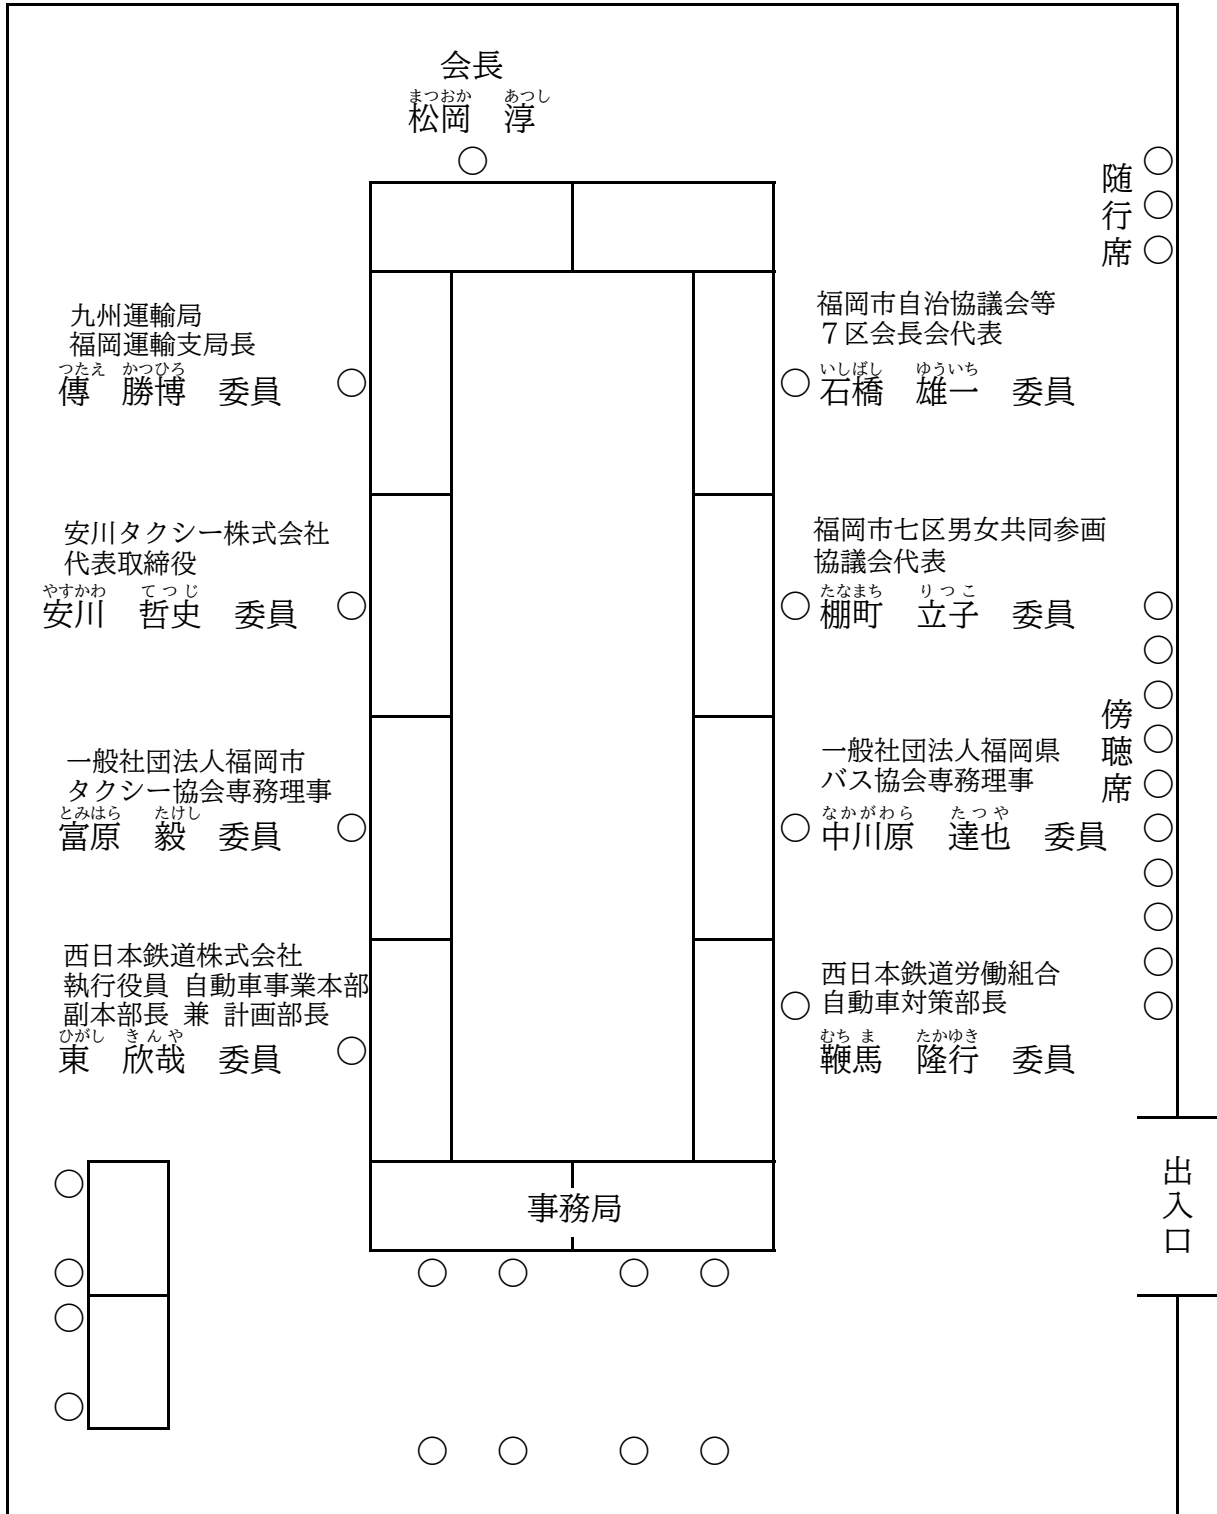 会長
まつおか　あつし
松岡　淳
随行席
九州運輸局
福岡運輸支局長
つたえ　かつひろ
傳　勝博　委員
福岡市自治協議会等
７区会長会代表
いしばし　ゆういち
石橋　雄一　委員
安川タクシー株式会社
代表取締役
やすかわ　てつじ
安川　哲史　委員
福岡市七区男女共同参画
協議会代表
たなまち　りつこ
棚町　立子　委員
傍聴席
一般社団法人福岡市
タクシー協会専務理事
とみはら　たけし
富原　毅　委員
一般社団法人福岡県
バス協会専務理事
なかがわら　たつや
中川原　達也　委員
西日本鉄道株式会社
執行役員 自動車事業本部
副本部長 兼 計画部長
ひがし　きんや
東　欣哉　委員
西日本鉄道労働組合
自動車対策部長
むちま　たかゆき
鞭馬　隆行　委員
事務局
出入口